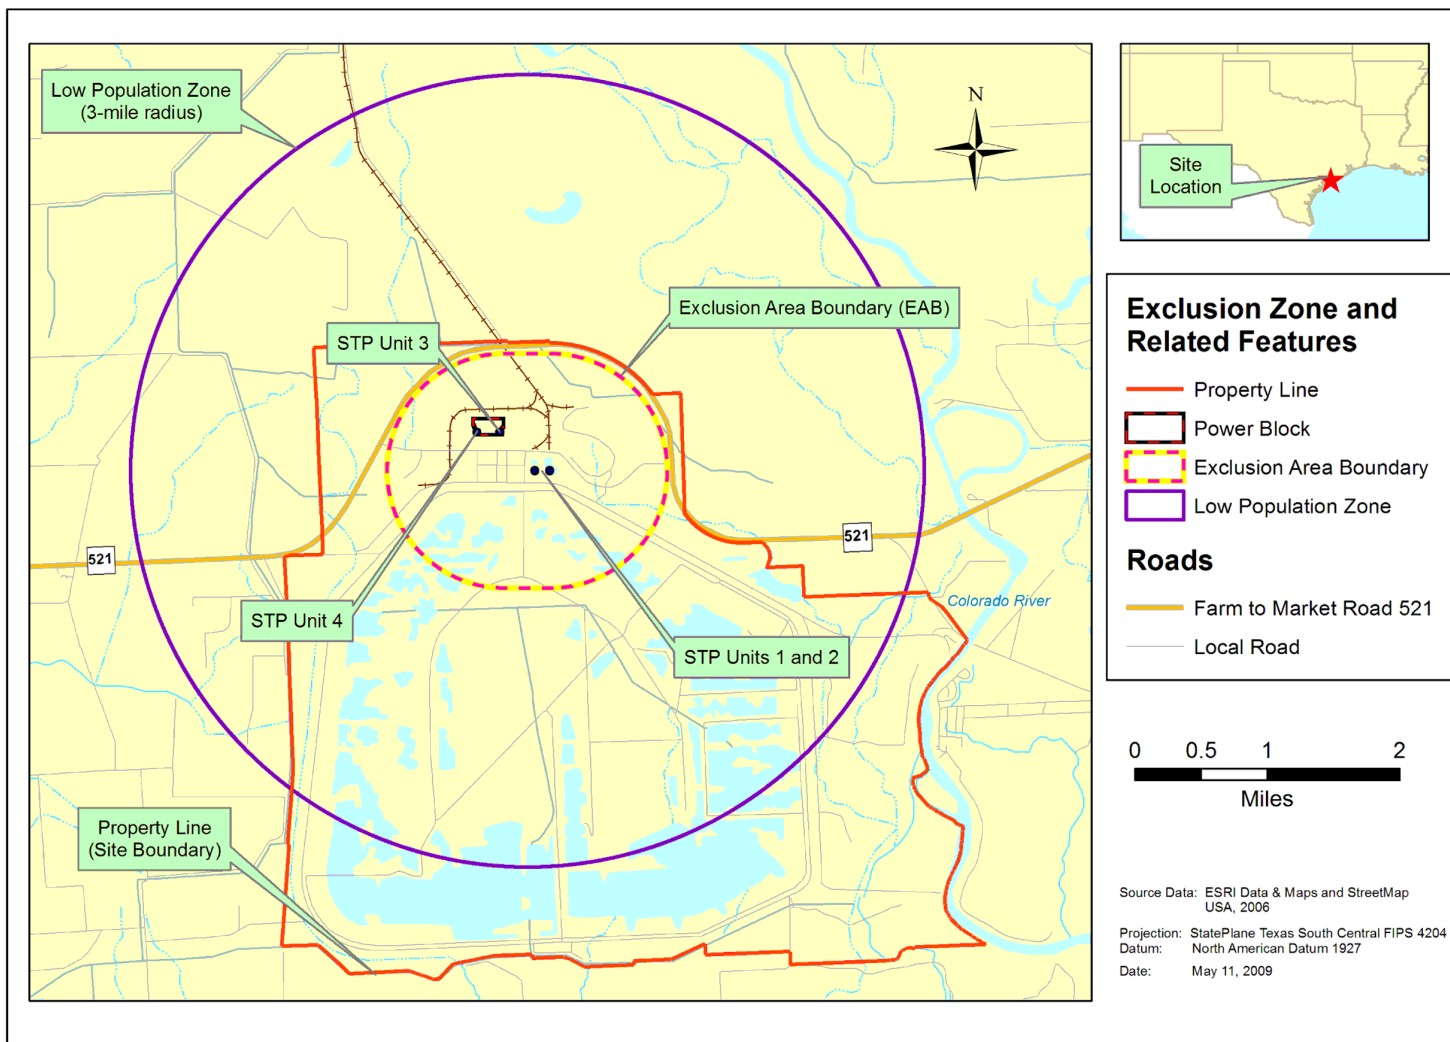 Low Population Zone
(3-mile radius)
N
Site
Location
Exclusion Area Boundary (EAB)
STP Unit 3
521
521
STP Unit 4
Colorado River
STP Units 1 and 2
Property Line
(Site Boundary)
Exclusion Zone and
Related Features
Property Line
Power Block
Exclusion Area Boundary
Low Population Zone
Roads
Farm to Market Road 521
Local Road
0 0.5 1 2
Miles
Source Data: ESRI Data & Maps and StreetMap
USA, 2006
Projection: StatePlane Texas South Central FIPS 4204
Datum: North American Datum 1927
Date: May 11, 2009